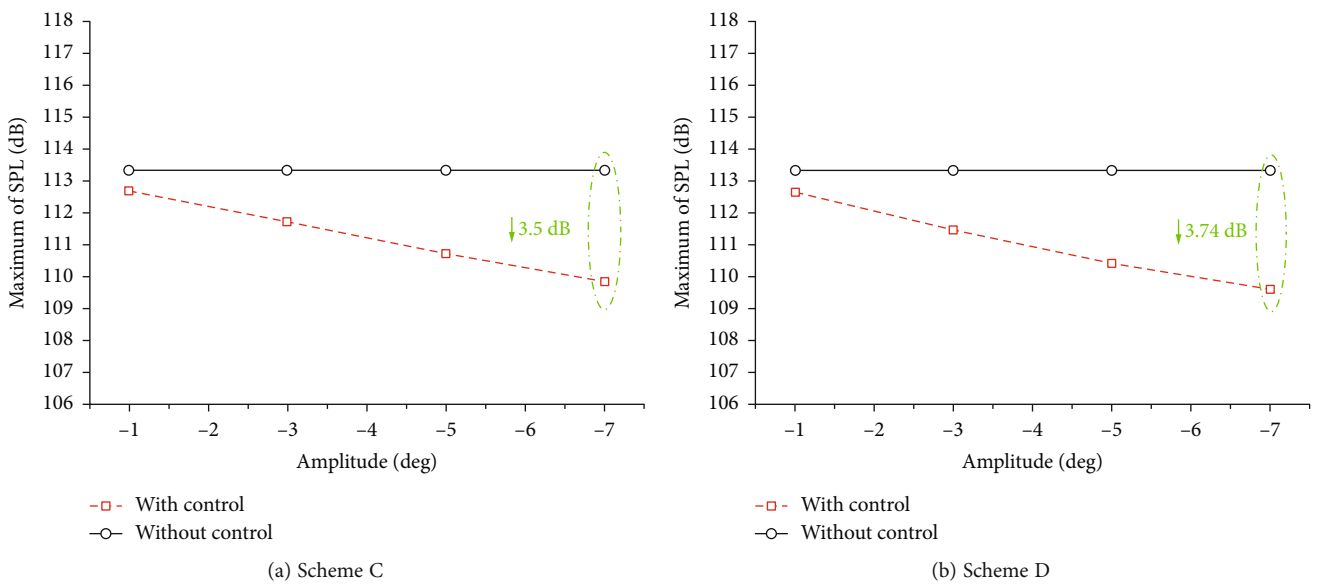 118
117
116
115
114
113
112
111
110
109
108
107
106
Maximum of SPL (dB)
3.5 dB
–1 –2 –3 –4 –5 –6 –7
Amplitude (deg)
With control
Without control
(a) Scheme C
118
117
116
115
114
113
112
111
110
109
108
107
106
Maximum of SPL (dB)
3.74 dB
–1 –2 –3 –4 –5 –6 –7
Amplitude (deg)
With control
Without control
(b) Scheme D